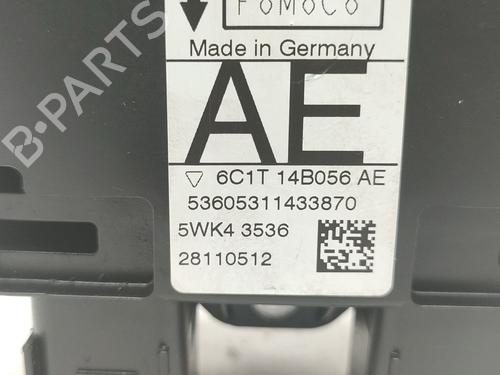 FoMoCo
Made in Germany
AE
6C1T 14B056 AE
53605311433870
5WK4 3536
28110512
B-PARTS